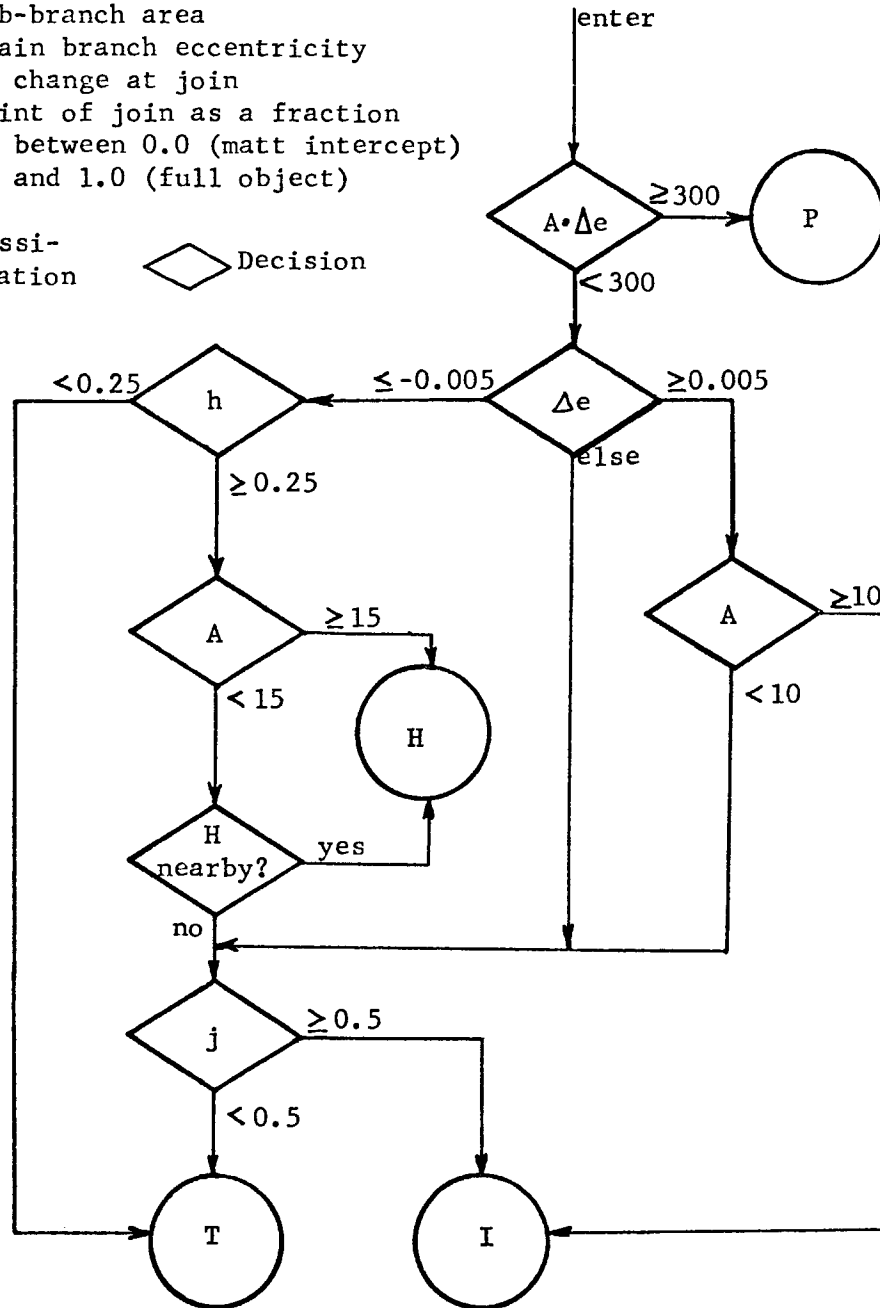 b-branch area
ain branch eccentricity
change at join
int of join as a fraction
between 0.0 (matt intercept)
and 1.0 (full object)
ssi-
ation
Decision
enter
A•Δe
≥300
P
<300
<0.25
h
≤-0.005
Δe
≥0.005
else
≥0.25
A
≥15
<15
H
A
≥10
<10
H
nearby?
yes
no
j
≥0.5
<0.5
T
I